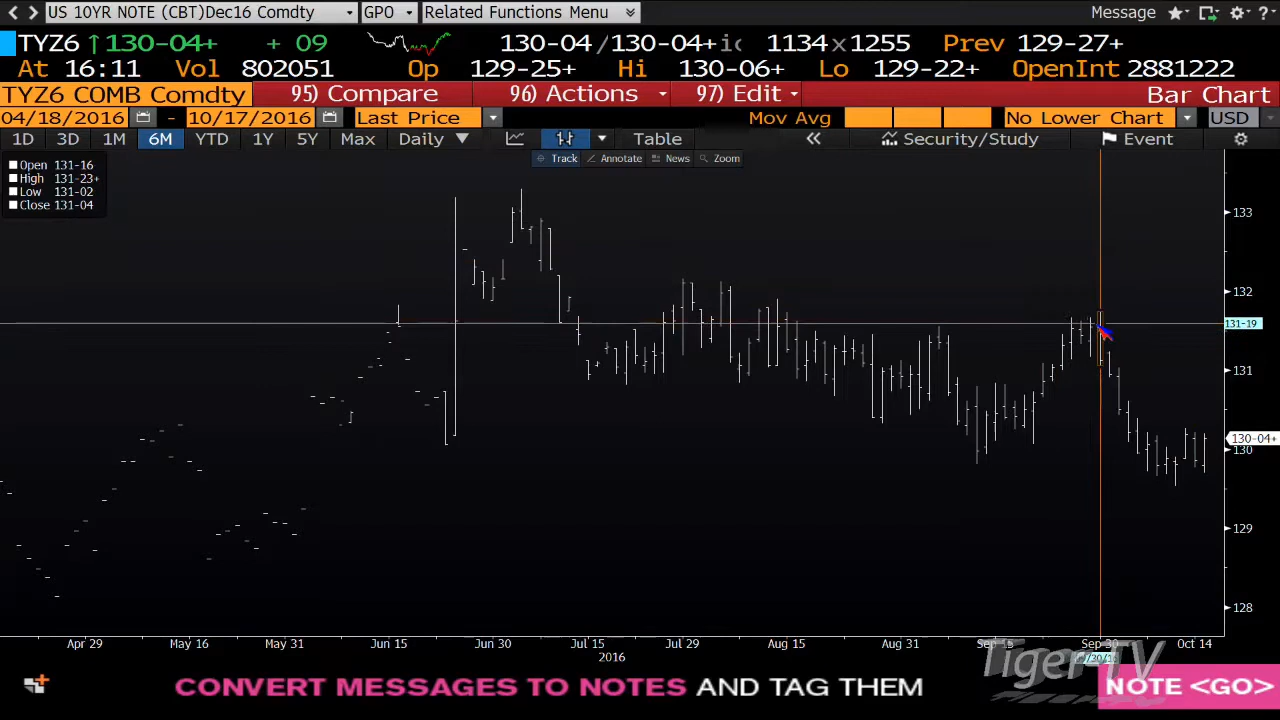 US 10YR NOTE (CBT)Dec16 Comdty GPO Related Functions Menu Message
TYZ6 ↑130-04+ + 09 130-04 /130-04+ic 1134 x1255 Prev 129-27+
At 16:11 Vol 802051 Op 129-25+ Hi 130-06+ Lo 129-22+ OpenInt 2881222
TYZ6 COMB Comdty 95) Compare 96) Actions 97) Edit Bar Chart
04/18/2016 - 10/17/2016 Last Price Mov Avg No Lower Chart USD
1D 3D 1M 6M YTD 1Y 5Y Max Daily ▼ Table « Security/Study Event
Track Annotate News Zoom
Open 131-16
High 131-23+
Low 131-02
Close 131-04
133
132
131-19
131
130-04+
130
129
128
Apr 29 May 16 May 31 Jun 15 Jun 30 Jul 15 Jul 29 Aug 15 Aug 31 Sep 15 Sep 30 Oct 14
2016
Tiger-TV
CONVERT MESSAGES TO NOTES AND TAG THEM NOTE <GO>